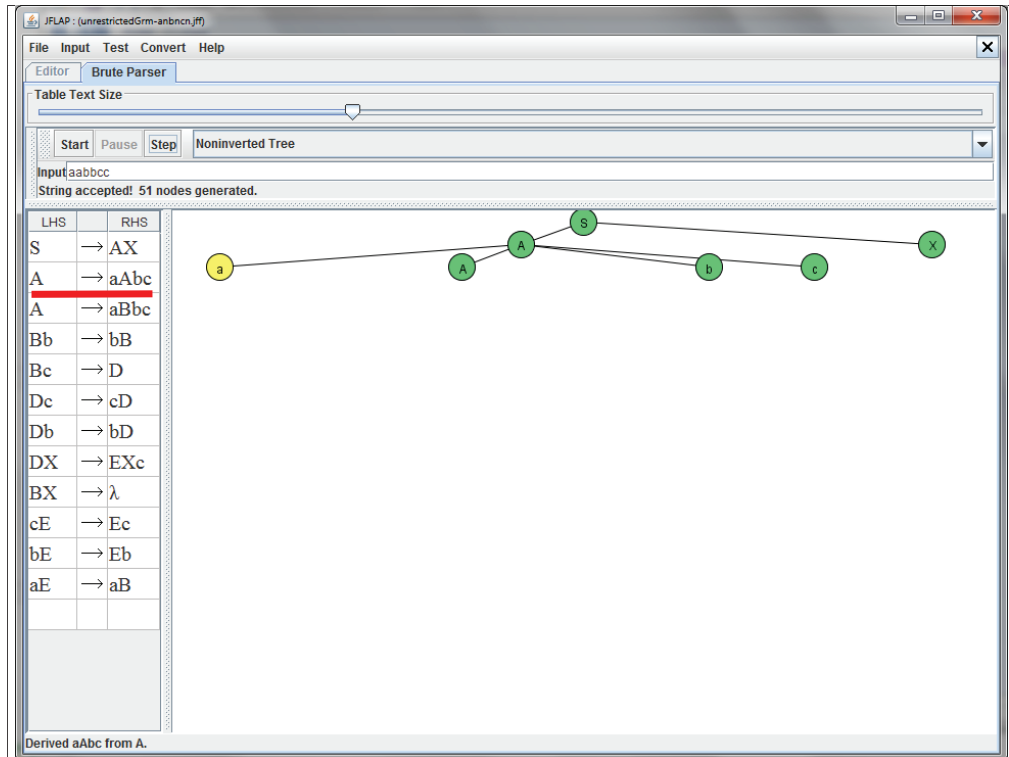 JFLAP : (unrestrictedGrm-anbncn.jff)
File Input Test Convert Help
Editor Brute Parser
Table Text Size
Start Pause Step Noninverted Tree
Input aabbcc
String accepted! 51 nodes generated.
LHS RHS
S → AX
A → aAbc
A → aBbc
Bb → bB
Bc → D
Dc → cD
Db → bD
DX → EXc
BX → λ
cE → Ec
bE → Eb
aE → aB
S
A X
a A b c
Derived aAbc from A.